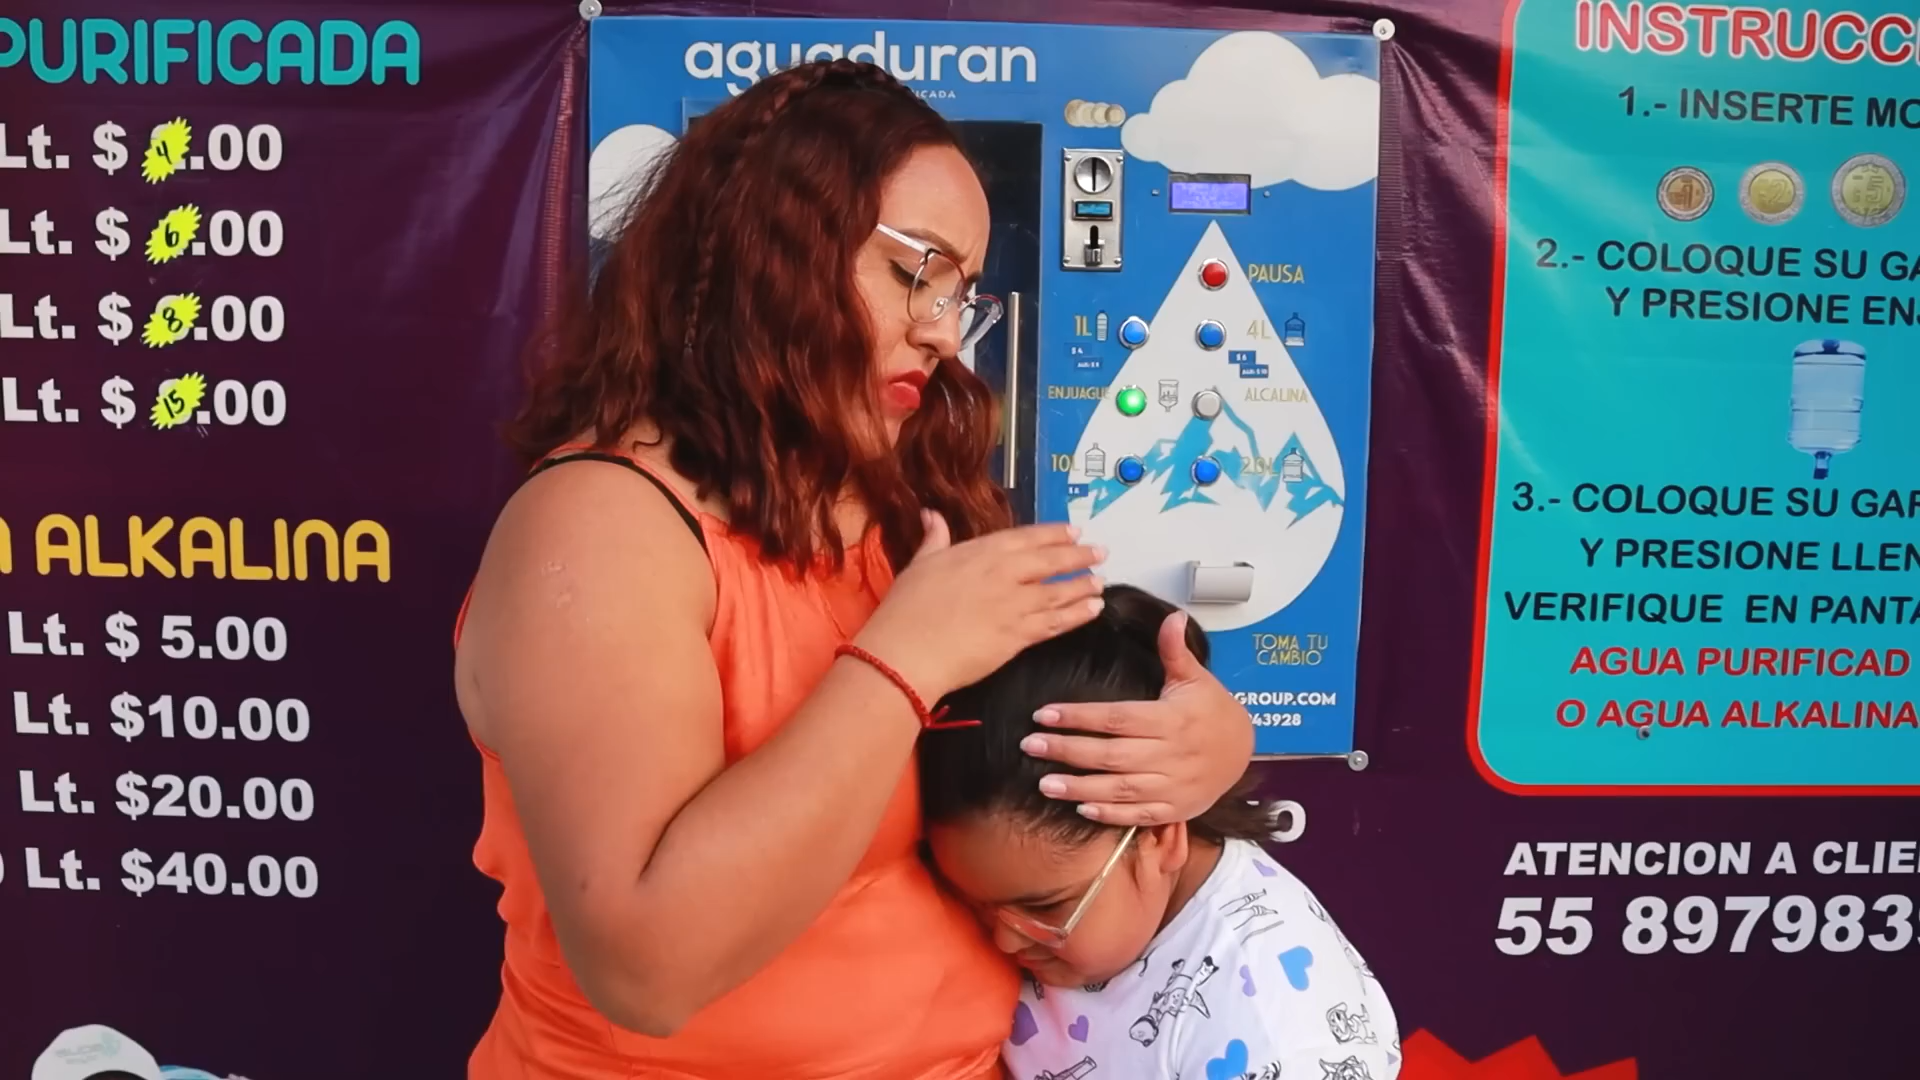 PURIFICADA
Lt. $ 4.00
Lt. $ 6.00
Lt. $ 8.00
Lt. $ 15.00
ALKALINA
Lt. $ 5.00
Lt. $10.00
Lt. $20.00
Lt. $40.00
aguaduran
PAUSA
1L
4L
ENJUAGUE
ALCALINA
10L
20L
TOMA TU
CAMBIO
GROUP.COM
43928
INSTRUCC
1.- INSERTE MO
2.- COLOQUE SU GA
Y PRESIONE EN
3.- COLOQUE SU GAR
Y PRESIONE LLEN
VERIFIQUE EN PANTA
AGUA PURIFICAD
O AGUA ALKALINA
ATENCION A CLIE
55 897983